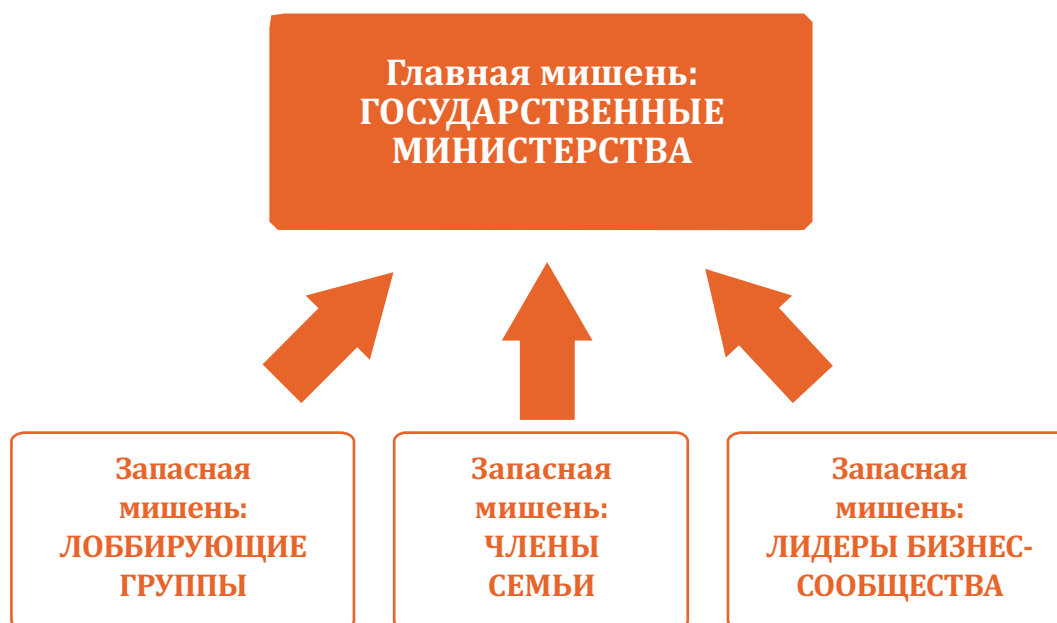 Главная мишень:
ГОСУДАРСТВЕННЫЕ
МИНИСТЕРСТВА
Запасная
мишень:
ЛОББИРУЮЩИЕ
ГРУППЫ
Запасная
мишень:
ЧЛЕНЫ
СЕМЬИ
Запасная
мишень:
ЛИДЕРЫ БИЗНЕС-
СООБЩЕСТВА